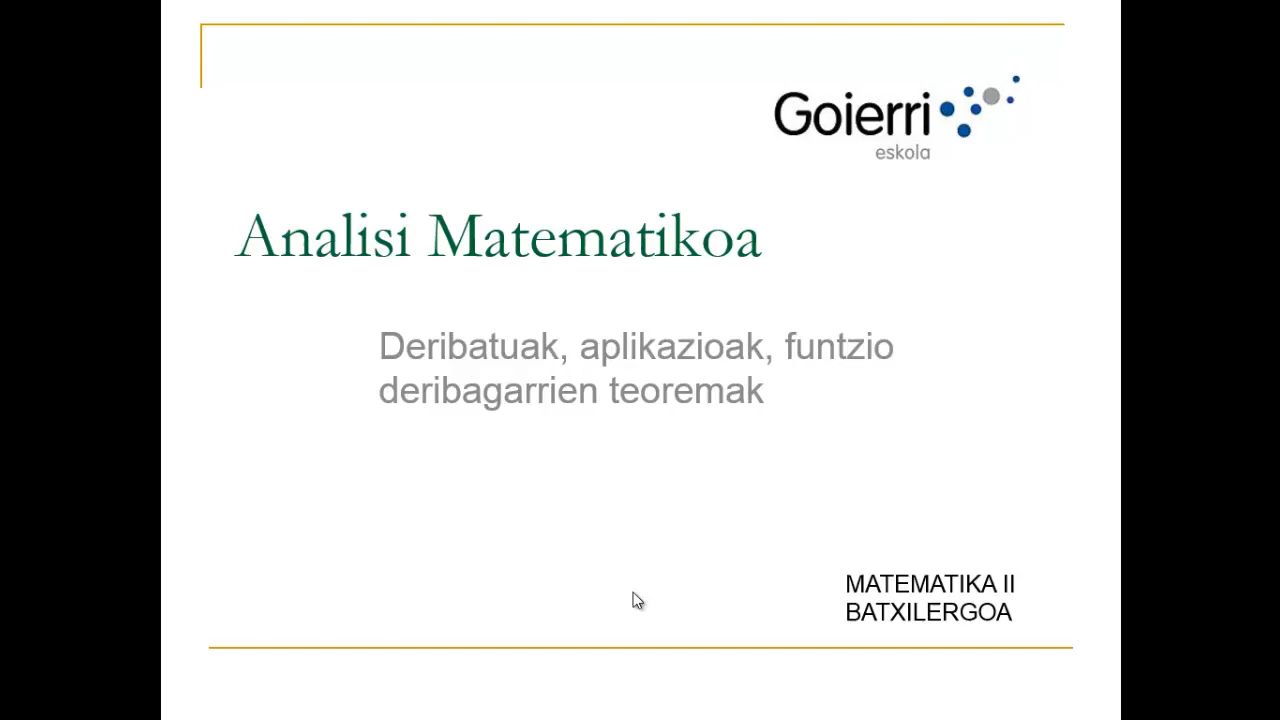 Goierri
eskola
Analisi Matematikoa
Deribatuak, aplikazioak, funtzio
deribagarrien teoremak
MATEMATIKA II
BATXILERGOA